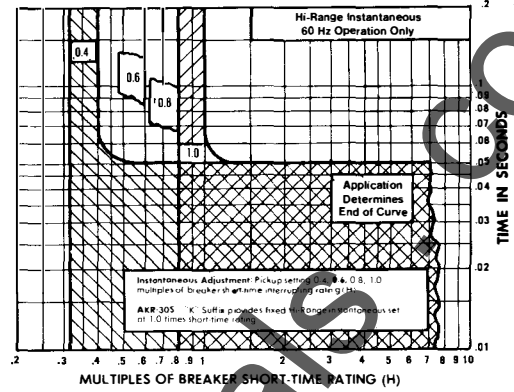 Hi-Range Instantaneous
60 Hz Operation Only
.2
0.4
0.6
0.8
1.0
.1
.09
.08
.07
.06
.05
.04
.03
.02
.01
TIME IN SECONDS
Application
Determines
End of Curve
Instantaneous Adjustment: Pickup setting 0.4, 0.6, 0.8, 1.0
multiples of breaker short-time interrupting rating (H)
AKR-30S "K" Suffix provides fixed Hi-Range instantaneous set
at 1.0 times short-time rating
.2 .3 .4 .5 .6 .7 .8 .9 1 2 3 4 5 6 7 8 9 10
MULTIPLES OF BREAKER SHORT-TIME RATING (H)